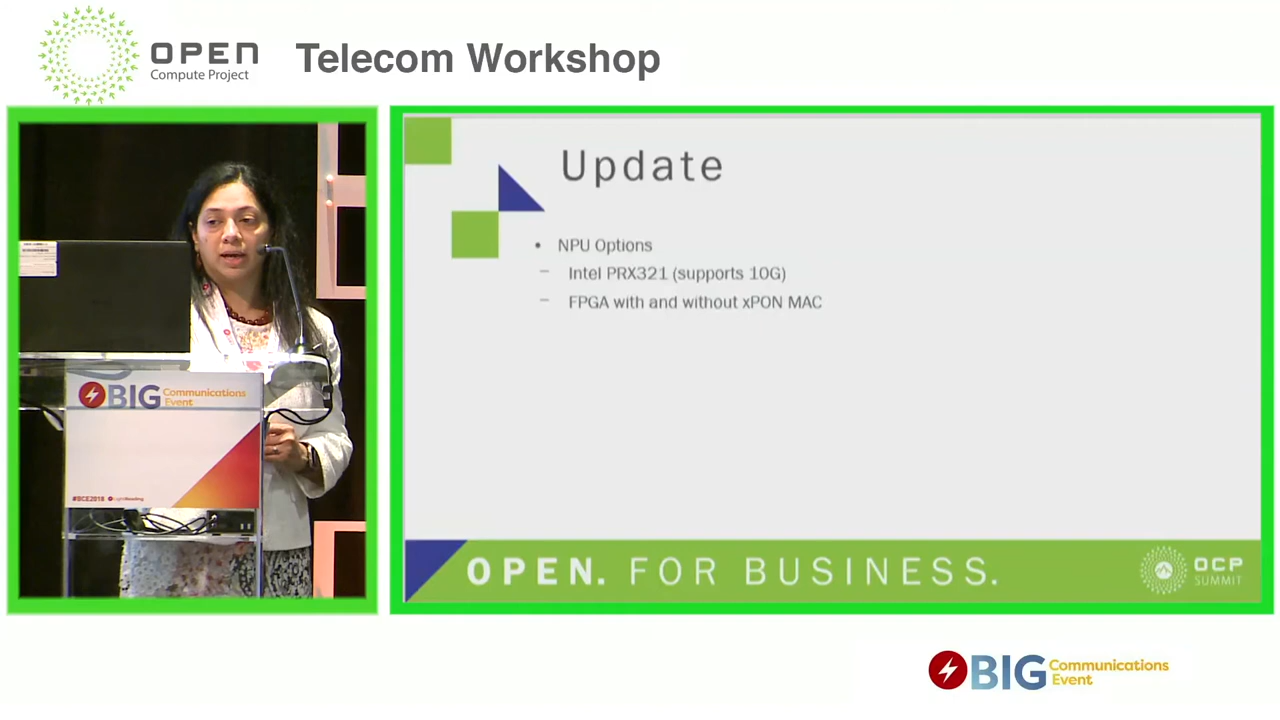 OPEN
Compute Project
Telecom Workshop
Update
• NPU Options
– Intel PRX321 (supports 10G)
– FPGA with and without xPON MAC
BIG Communications
Event
#BCE2018 LightReading
OPEN. FOR BUSINESS.
OCP
SUMMIT
BIG Communications
Event